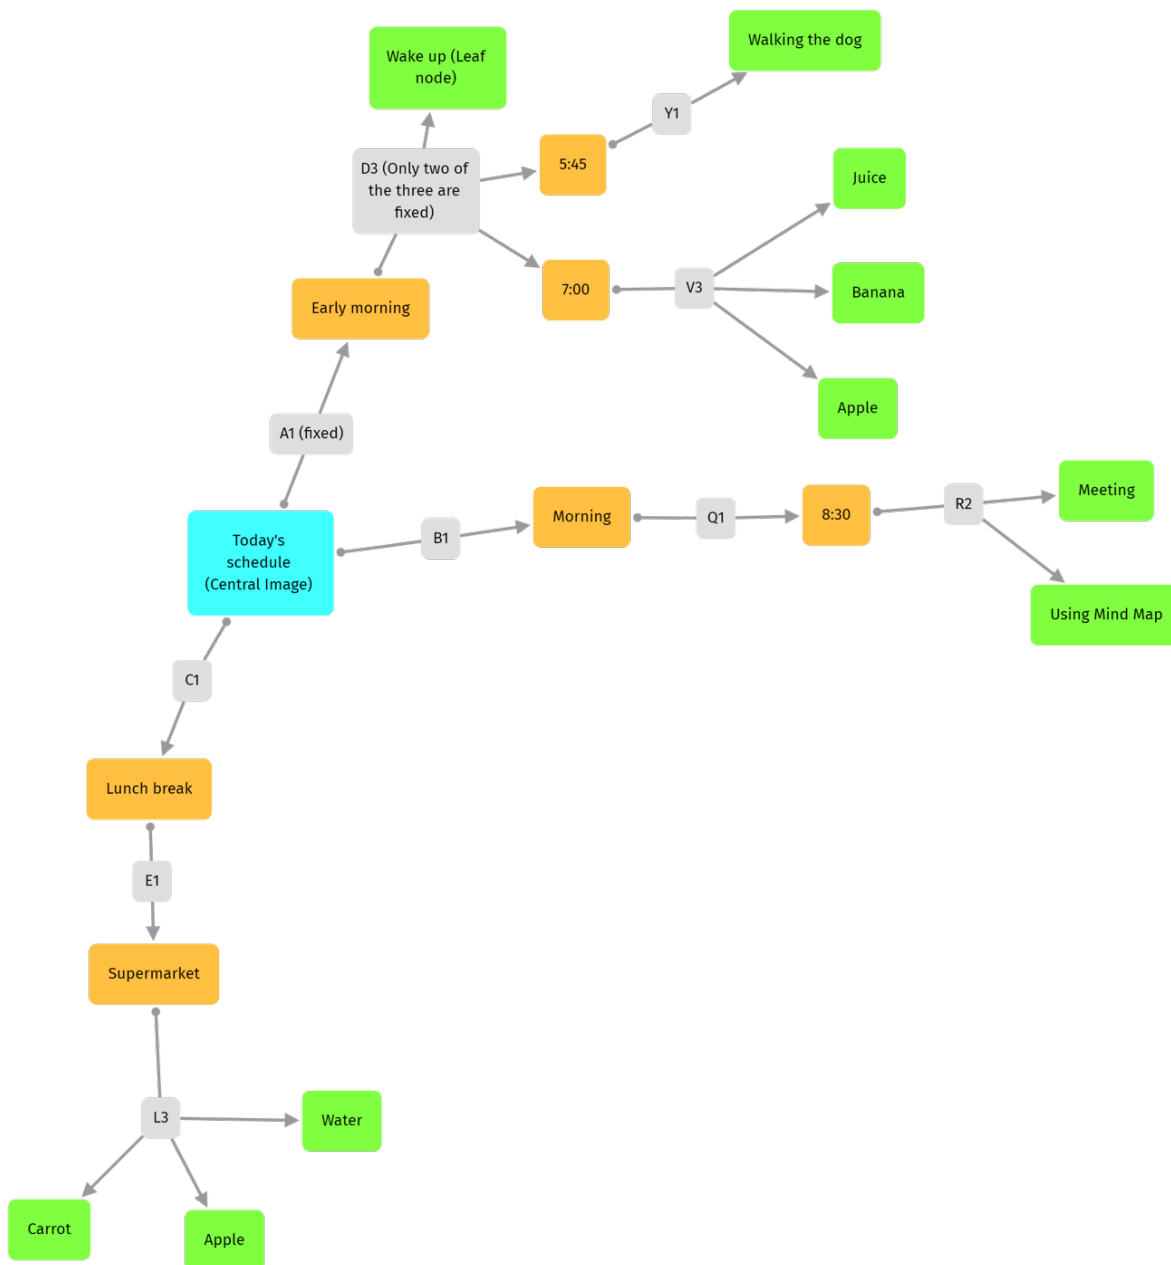 Walking the dog
Wake up (Leaf
node)
Y1
5:45
D3 (Only two of
the three are
fixed)
Juice
7:00
V3
Banana
Early morning
Apple
A1 (fixed)
Meeting
R2
8:30
Morning
Q1
B1
Today's
schedule
(Central Image)
Using Mind Map
C1
Lunch break
E1
Supermarket
L3
Water
Carrot
Apple